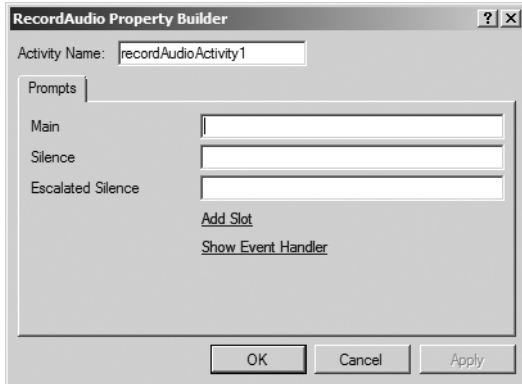 RecordAudio Property Builder
Activity Name: recordAudioActivity1
Prompts
Main
Silence
Escalated Silence
Add Slot
Show Event Handler
OK Cancel Apply